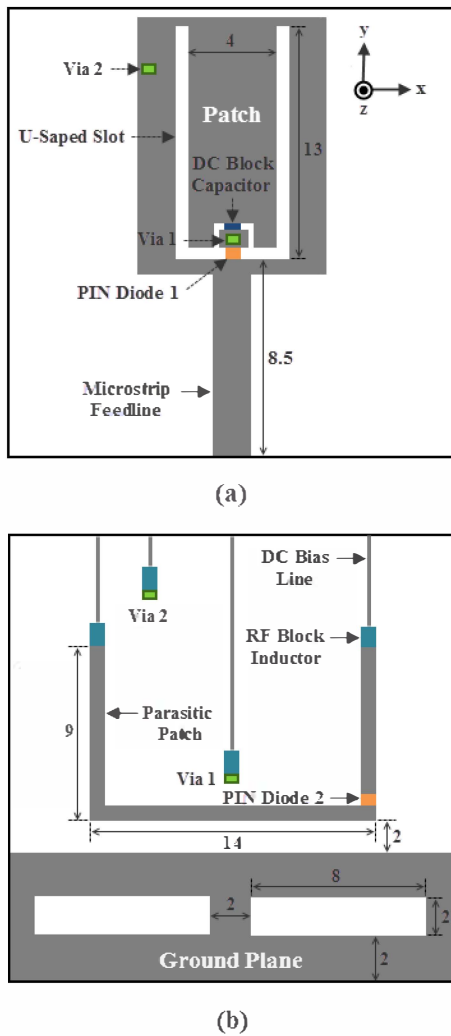 4
y
x
z
Via 2
Patch
U-Saped Slot
13
DC Block
Capacitor
Via 1
PIN Diode 1
8.5
Microstrip
Feedline
(a)
DC Bias
Line
Via 2
RF Block
Inductor
9
Parasitic
Patch
Via 1
PIN Diode 2
14
2
8
2
2
2
Ground Plane
(b)